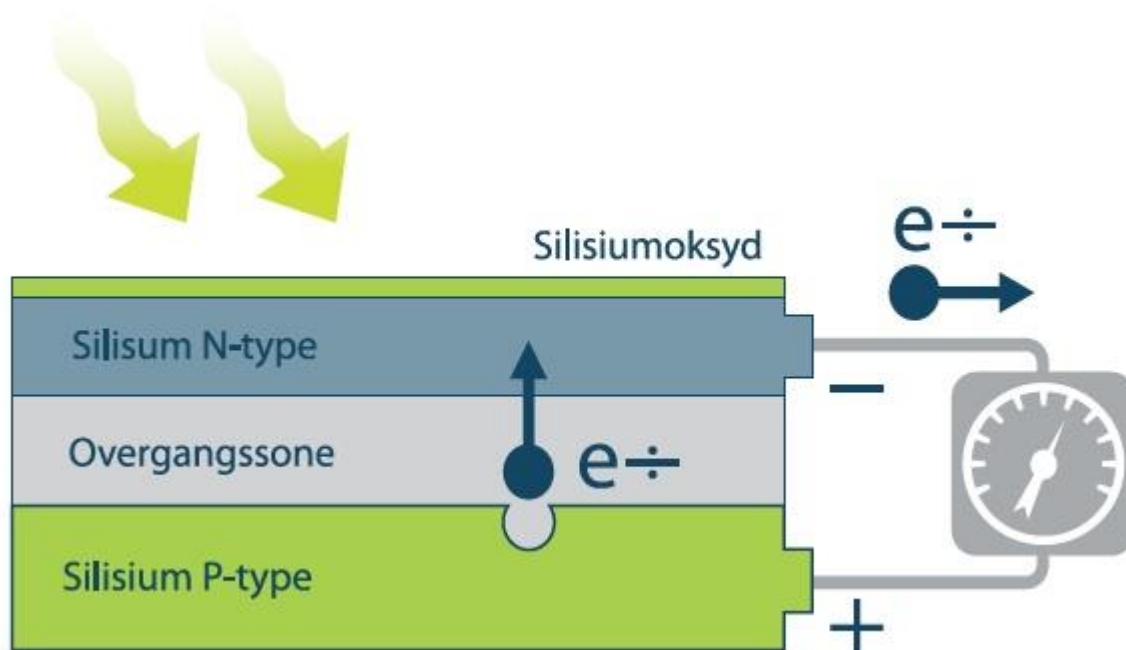 Silisiumoksyd
e÷
Silisum N-type
−
Overgangssone
e÷
Silisium P-type
+